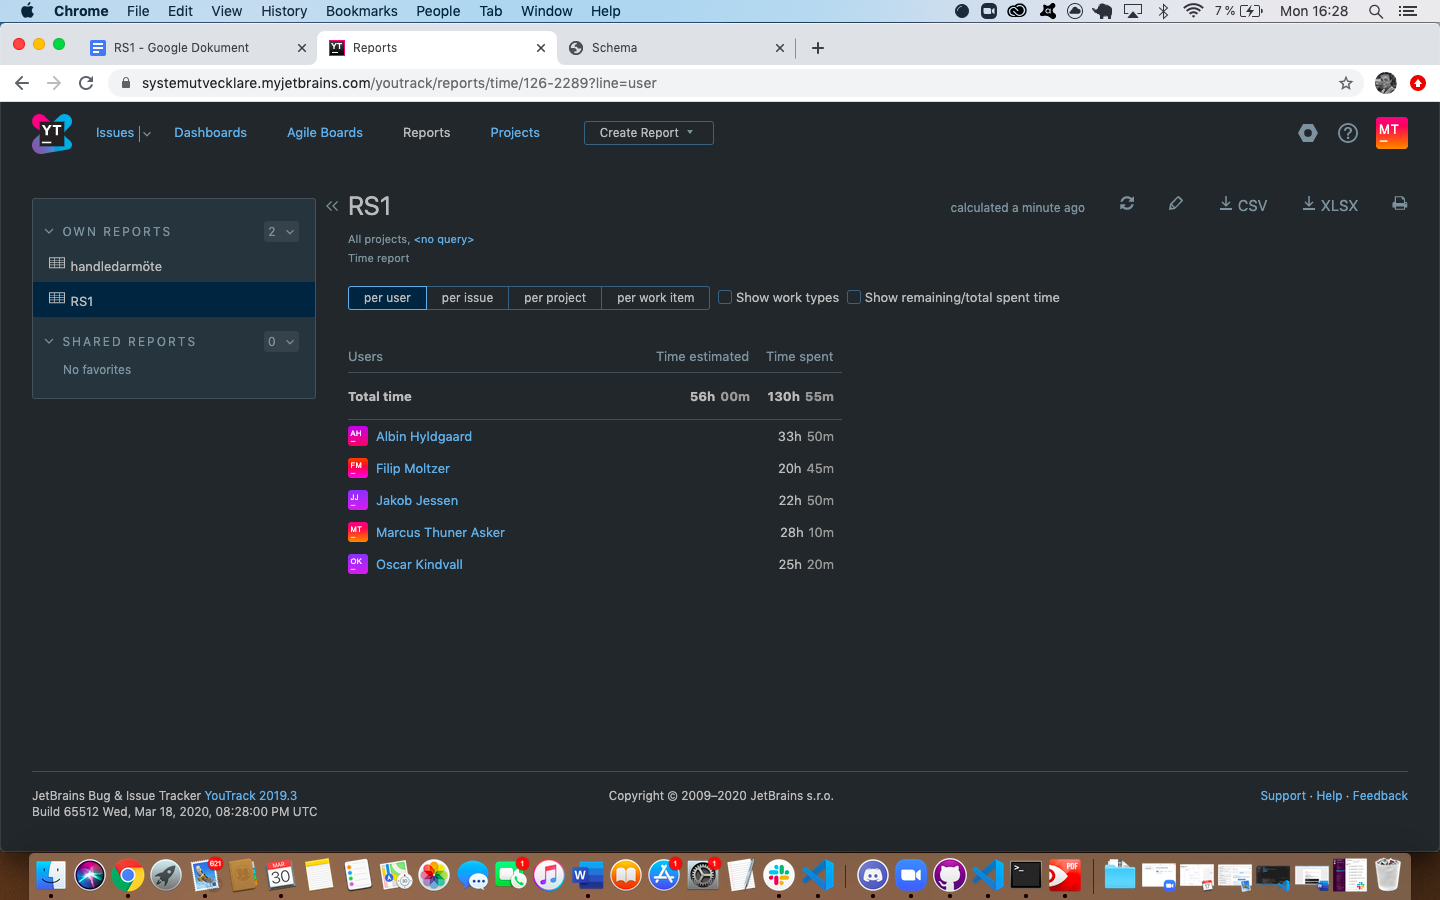 Chrome File Edit View History Bookmarks People Tab Window Help 7 % Mon 16:28
RS1 - Google Dokument Reports Schema
systemutvecklare.myjetbrains.com/youtrack/reports/time/126-2289?line=user
YT Issues Dashboards Agile Boards Reports Projects Create Report MT
OWN REPORTS 2
handledarmöte
RS1
SHARED REPORTS 0
No favorites
RS1 calculated a minute ago CSV XLSX
All projects, <no query>
Time report
per user per issue per project per work item Show work types Show remaining/total spent time
Users Time estimated Time spent
Total time 56h 00m 130h 55m
AH Albin Hyldgaard 33h 50m
FM Filip Moltzer 20h 45m
JJ Jakob Jessen 22h 50m
MT Marcus Thuner Asker 28h 10m
OK Oscar Kindvall 25h 20m
JetBrains Bug & Issue Tracker YouTrack 2019.3 Copyright © 2009–2020 JetBrains s.r.o. Support · Help · Feedback
Build 65512 Wed, Mar 18, 2020, 08:28:00 PM UTC
621 MAR 30 1 W 1 1 PDF